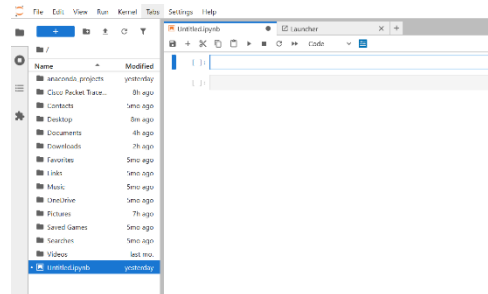 File Edit View Run Kernel Tabs Settings Help
Untitled.ipynb Launcher
Code
/
Name Modified
anaconda_projects yesterday
Cisco Packet Trace... 8h ago
Contacts 5mo ago
Desktop 8m ago
Documents 4h ago
Downloads 2h ago
Favorites 5mo ago
Links 5mo ago
Music 5mo ago
OneDrive 5mo ago
Pictures 7h ago
Saved Games 5mo ago
Searches 5mo ago
Videos last mo.
Untitled.ipynb yesterday
[ ]:
[ ]: